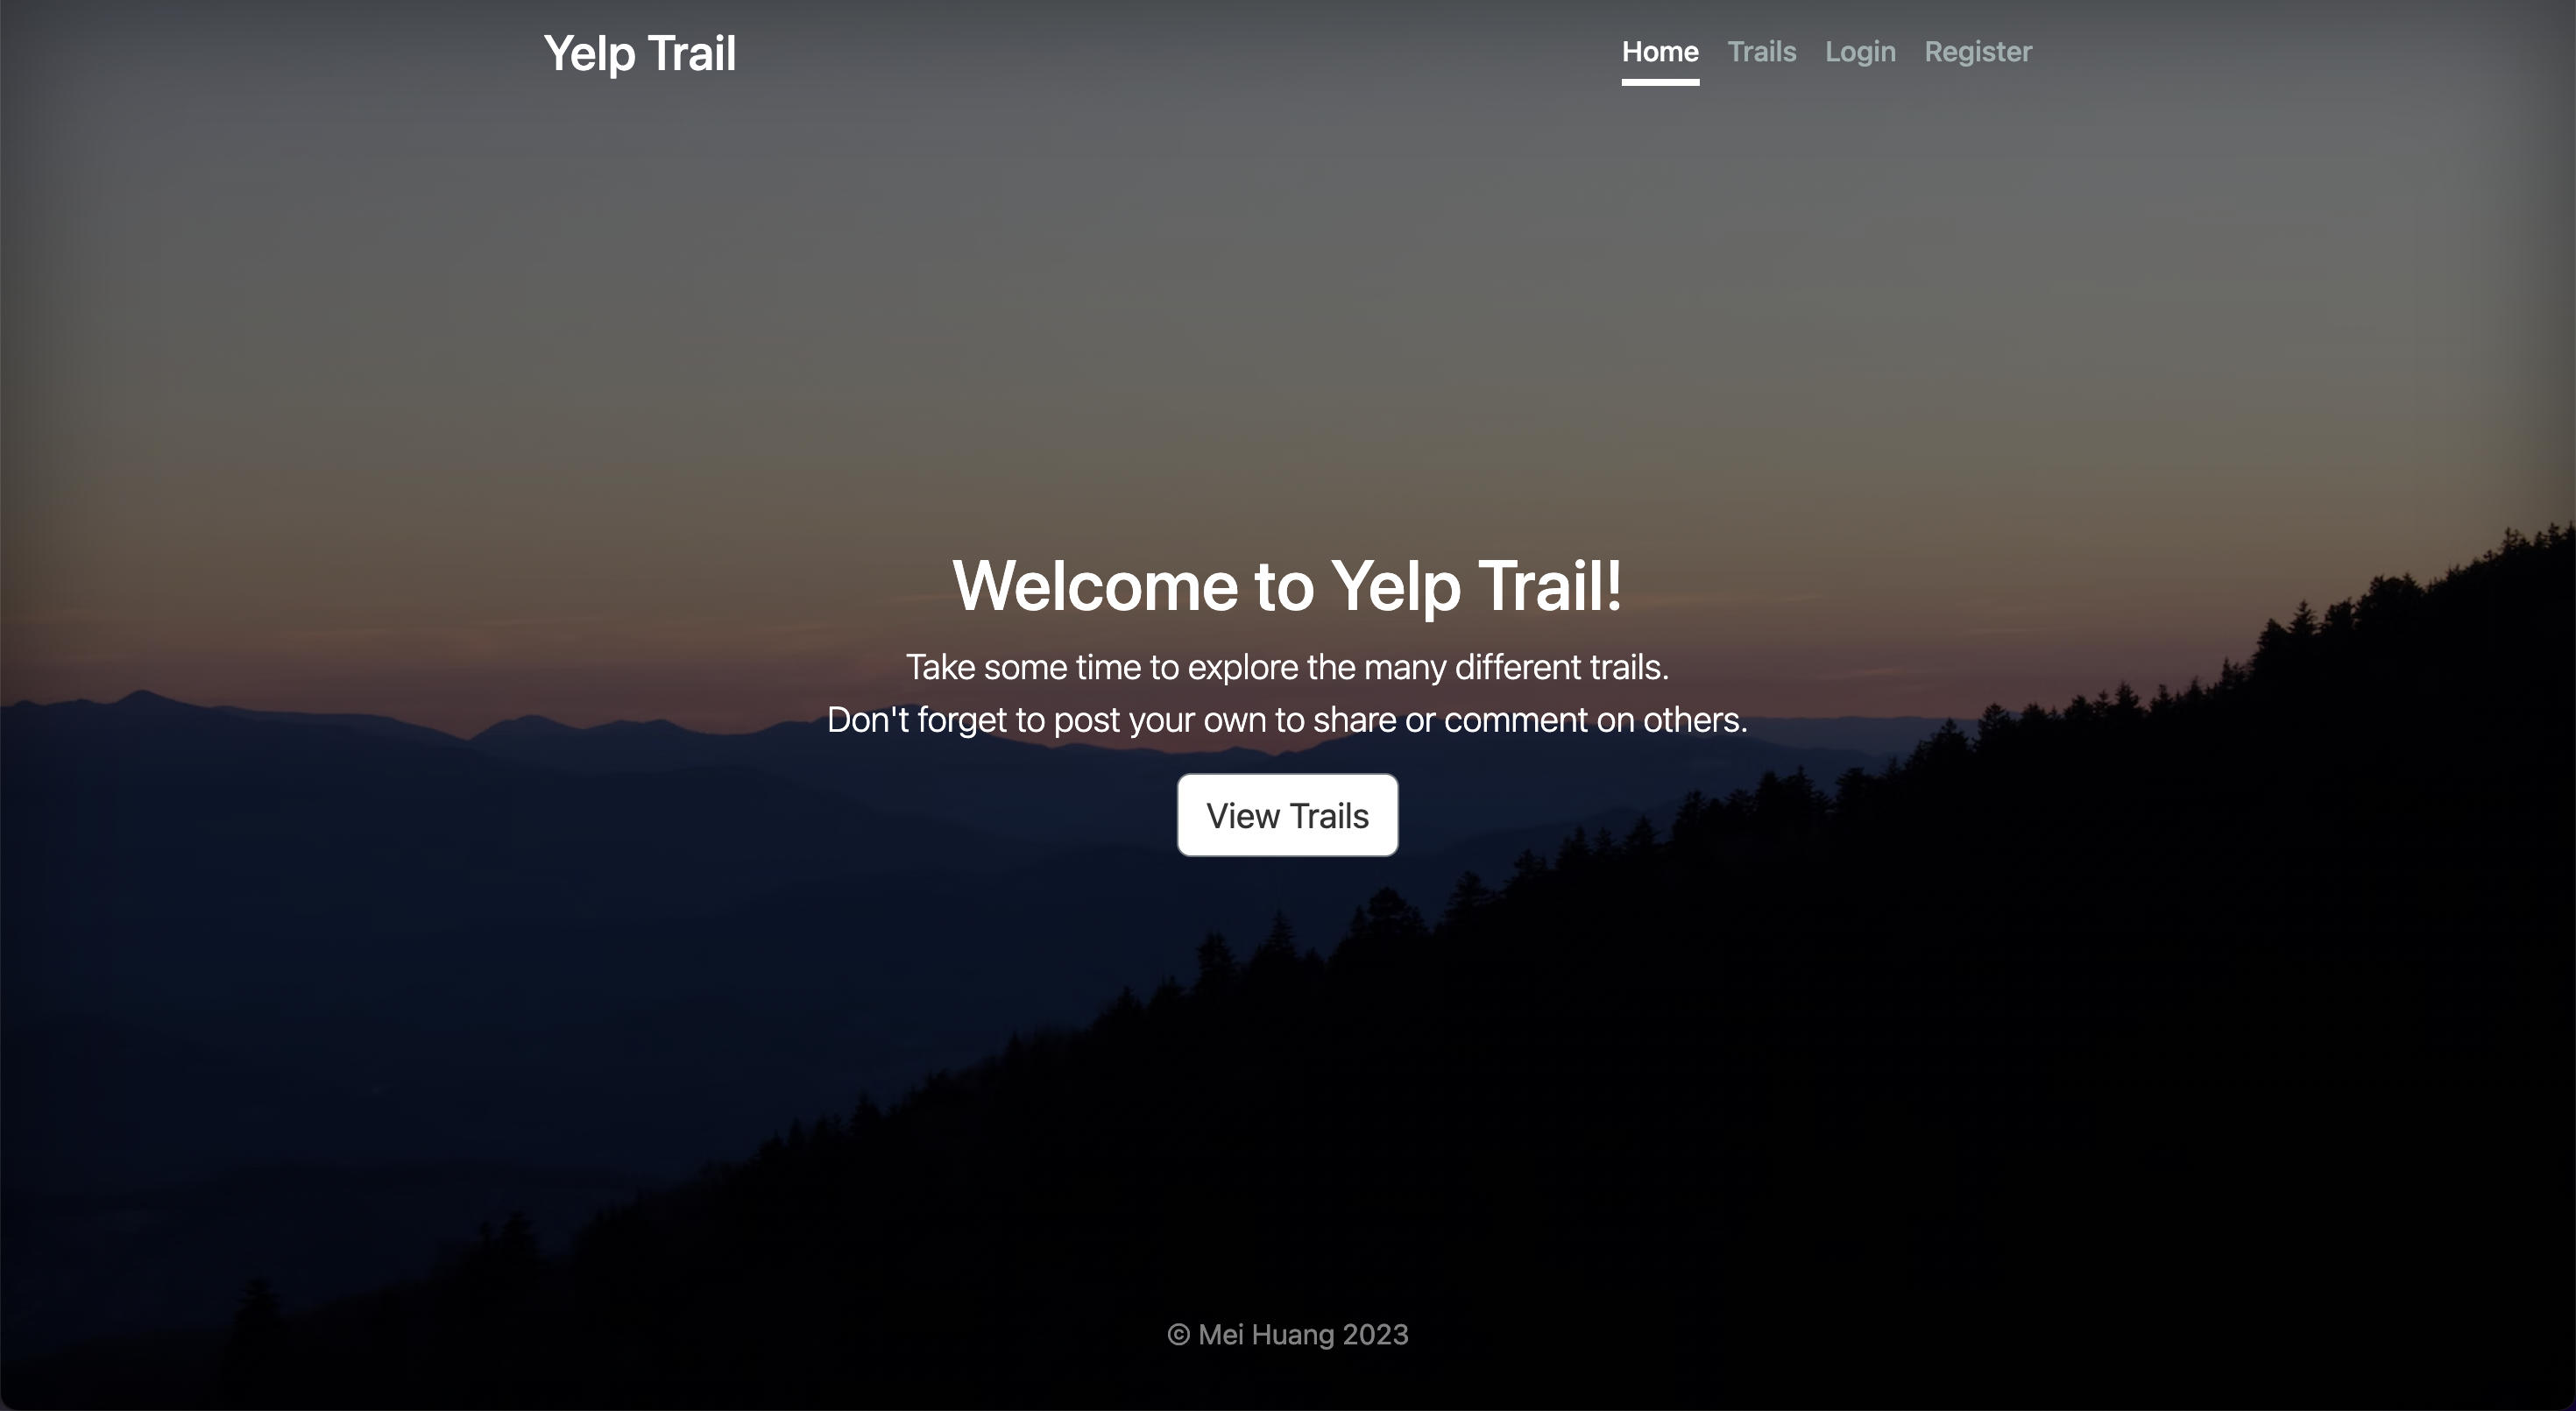 Yelp Trail
Home Trails Login Register
Welcome to Yelp Trail!
Take some time to explore the many different trails.
Don't forget to post your own to share or comment on others.
View Trails
© Mei Huang 2023